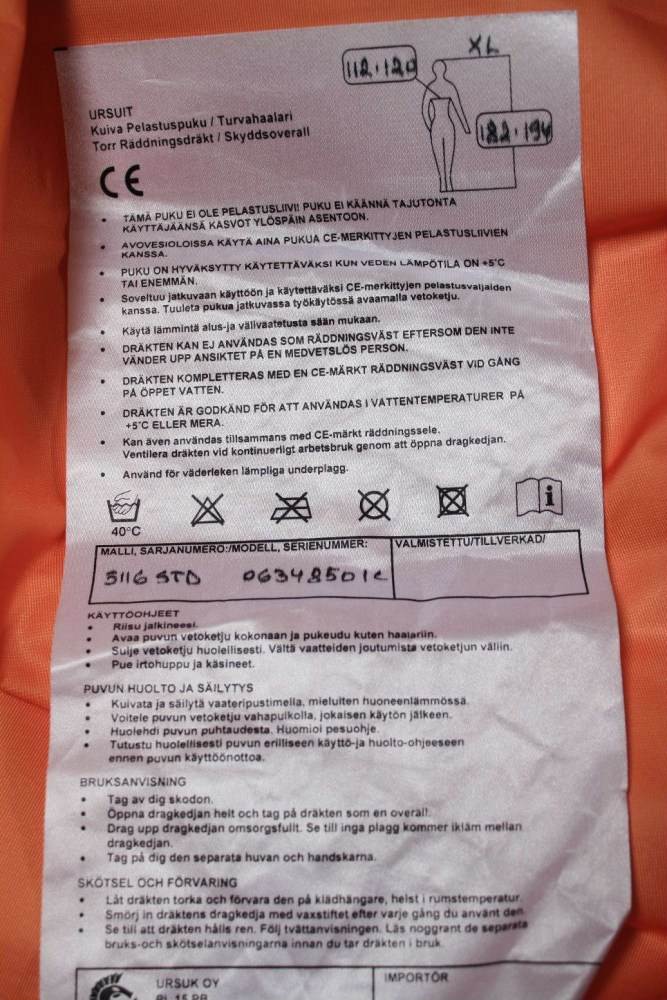 XL
112-120
182-194
URSUIT
Kuiva Pelastuspuku / Turvahaalari
Torr Räddningsdräkt / Skyddsoverall
CE
• TÄMÄ PUKU EI OLE PELASTUSLIIVI! PUKU EI KÄÄNNÄ TAJUTONTA
KÄYTTÄJÄÄNSÄ KASVOT YLÖSPÄIN ASENTOON.
• AVOVESIOLOISSA KÄYTÄ AINA PUKUA CE-MERKITTYJEN PELASTUSLIIVIEN
KANSSA.
• PUKU ON HYVÄKSYTTY KÄYTETTÄVÄKSI KUN VEDEN LÄMPÖTILA ON +5°C
TAI ENEMMÄN.
• Soveltuu jatkuvaan käyttöön ja käytettäväksi CE-merkittyjen pelastusvaljaiden
kanssa. Tuuleta pukua jatkuvassa työkäytössä avaamalla vetoketju.
• Käytä lämmintä alus-ja välivaatetusta sään mukaan.
• DRÄKTEN KAN EJ ANVÄNDAS SOM RÄDDNINGSVÄST EFTERSOM DEN INTE
VÄNDER UPP ANSIKTET PÅ EN MEDVETSLÖS PERSON.
• DRÄKTEN KOMPLETTERAS MED EN CE-MÄRKT RÄDDNINGSVÄST VID GÅNG
PÅ ÖPPET VATTEN.
• DRÄKTEN ÄR GODKÄND FÖR ATT ANVÄNDAS I VATTENTEMPERATURER PÅ
+5°C ELLER MERA.
• Kan även användas tillsammans med CE-märkt räddningssele.
Ventilera dräkten vid kontinuerligt arbetsbruk genom att öppna dragkedjan.
• Använd för väderleken lämpliga underplagg.
40°C
i
MALLI, SARJANUMERO:/MODELL, SERIENUMMER:
VALMISTETTU/TILLVERKAD/
5116 STD 06348501L
KÄYTTÖOHJEET
• Riisu jalkineesi.
• Avaa puvun vetoketju kokonaan ja pukeudu kuten haalariin.
• Sulje vetoketju huolellisesti. Vältä vaatteiden joutumista vetoketjun väliin.
• Pue irtohuppu ja käsineet.
PUVUN HUOLTO JA SÄILYTYS
• Kuivata ja säilytä vaateripustimella, mieluiten huoneenlämmössä.
• Voitele puvun vetoketju vahapuikolla, jokaisen käytön jälkeen.
• Huolehdi puvun puhtaudesta. Huomioi pesuohje.
• Tutustu huolellisesti puvun erilliseen käyttö-ja huolto-ohjeeseen
ennen puvun käyttöönottoa.
BRUKSANVISNING
• Tag av dig skodon.
• Öppna dragkedjan helt och tag på dräkten som en overall.
• Drag upp dragkedjan omsorgsfullt. Se till inga plagg kommer ikläm mellan
dragkedjan.
• Tag på dig den separata huvan och handskarna.
SKÖTSEL OCH FÖRVARING
• Låt dräkten torka och förvara den på klädhängare, helst i rumstemperatur.
• Smörj in dräktens dragkedja med vaxstiftet efter varje gång du använt den.
• Se till att dräkten hålls ren. Följ tvättanvisningen. Läs noggrant de separata
bruks-och skötselanvisningarna innan du tar dräkten i bruk.
URSUK OY
IMPORTÖR
PL 15 PB